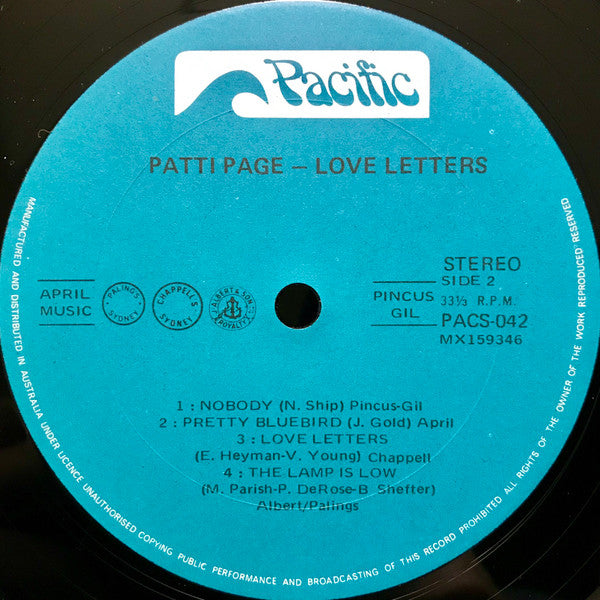 Pacific
PATTI PAGE – LOVE LETTERS
APRIL
MUSIC
PALING'S
SYDNEY
CHAPPELL'S
SYDNEY
ALBERT & SON
ROYALTY
STEREO
SIDE 2
PINCUS
GIL
33⅓ R.P.M.
PACS-042
MX159346
1 : NOBODY (N. Ship) Pincus-Gil
2 : PRETTY BLUEBIRD (J. Gold) April
3 : LOVE LETTERS
(E. Heyman-V. Young) Chappell
4 : THE LAMP IS LOW
(M. Parish-P. DeRose-B Shefter)
Albert/Palings
MANUFACTURED AND DISTRIBUTED IN AUSTRALIA UNDER LICENCE UNAUTHORISED COPYING PUBLIC PERFORMANCE AND BROADCASTING OF THIS RECORD PROHIBITED ALL RIGHTS OF THE OWNER OF THE WORK REPRODUCED RESERVED